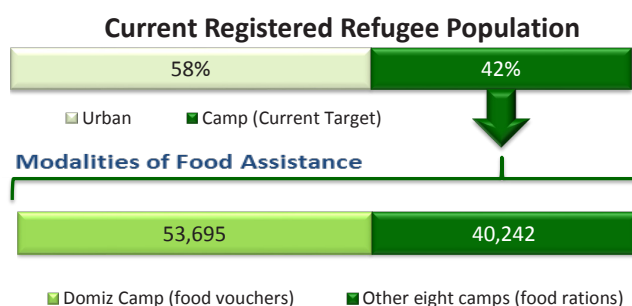 Current Registered Refugee Population
58% 42%
Urban Camp (Current Target)
Modalities of Food Assistance
53,695 40,242
Domiz Camp (food vouchers) Other eight camps (food rations)